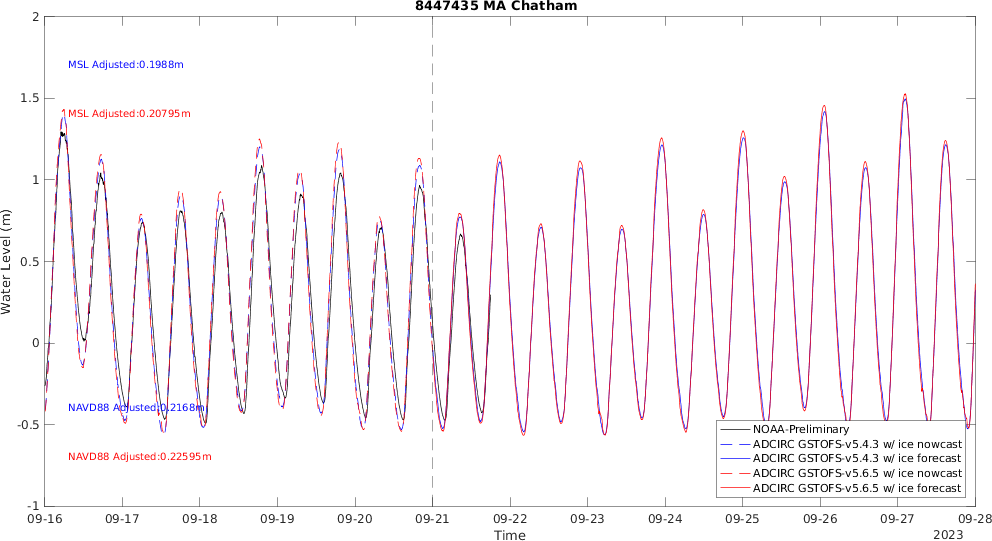 8447435 MA Chatham
2
MSL Adjusted:0.1988m
1.5
MSL Adjusted:0.20795m
1
Water Level (m)
0.5
0
NAVD88 Adjusted:0.2168m
-0.5
NOAA-Preliminary
ADCIRC GSTOFS-v5.4.3 w/ ice nowcast
NAVD88 Adjusted:0.22595m
ADCIRC GSTOFS-v5.4.3 w/ ice forecast
ADCIRC GSTOFS-v5.6.5 w/ ice nowcast
ADCIRC GSTOFS-v5.6.5 w/ ice forecast
-1
09-16 09-17 09-18 09-19 09-20 09-21 09-22 09-23 09-24 09-25 09-26 09-27 09-28
Time
2023